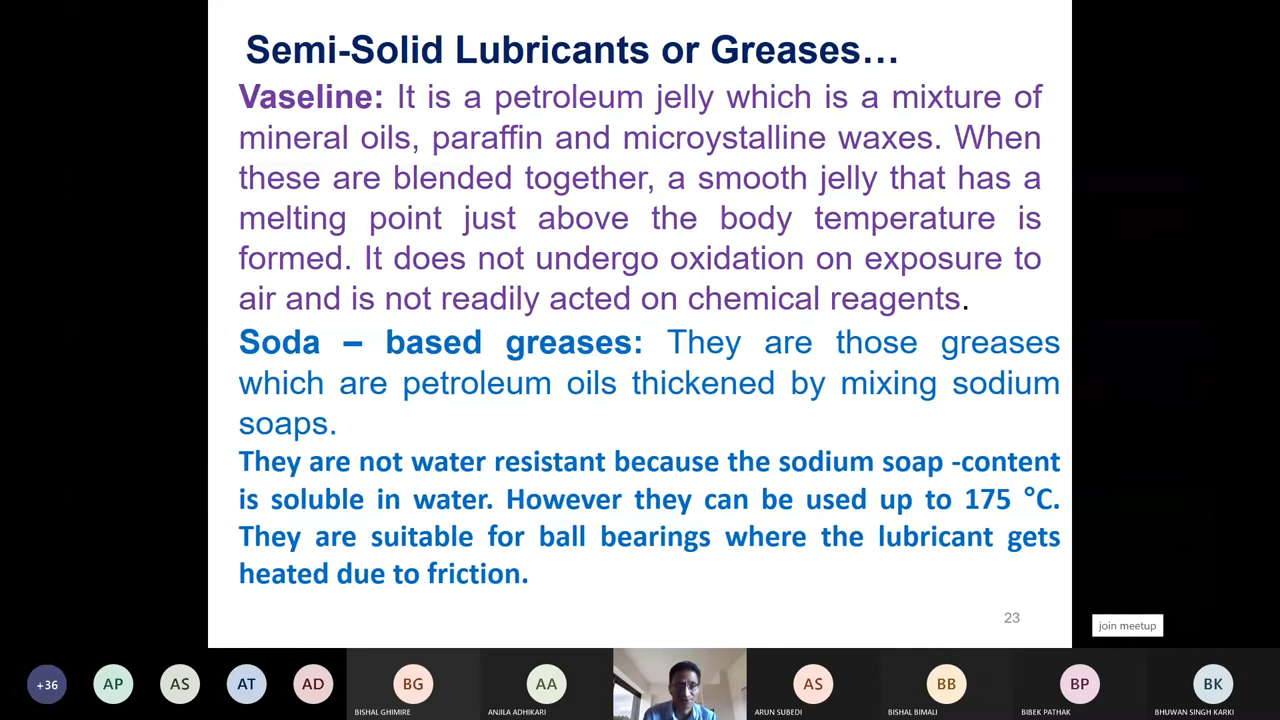 Semi-Solid Lubricants or Greases…
Vaseline: It is a petroleum jelly which is a mixture of
mineral oils, paraffin and microystalline waxes. When
these are blended together, a smooth jelly that has a
melting point just above the body temperature is
formed. It does not undergo oxidation on exposure to
air and is not readily acted on chemical reagents.
Soda – based greases: They are those greases
which are petroleum oils thickened by mixing sodium
soaps.
They are not water resistant because the sodium soap -content
is soluble in water. However they can be used up to 175 °C.
They are suitable for ball bearings where the lubricant gets
heated due to friction.
23
join meetup
+36
AP
AS
AT
AD
BG
AA
AS
BB
BP
BK
BISHAL GHIMIRE
ANJILA ADHIKARI
ARUN SUBEDI
BISHAL BIMALI
BIBEK PATHAK
BHUWAN SINGH KARKI